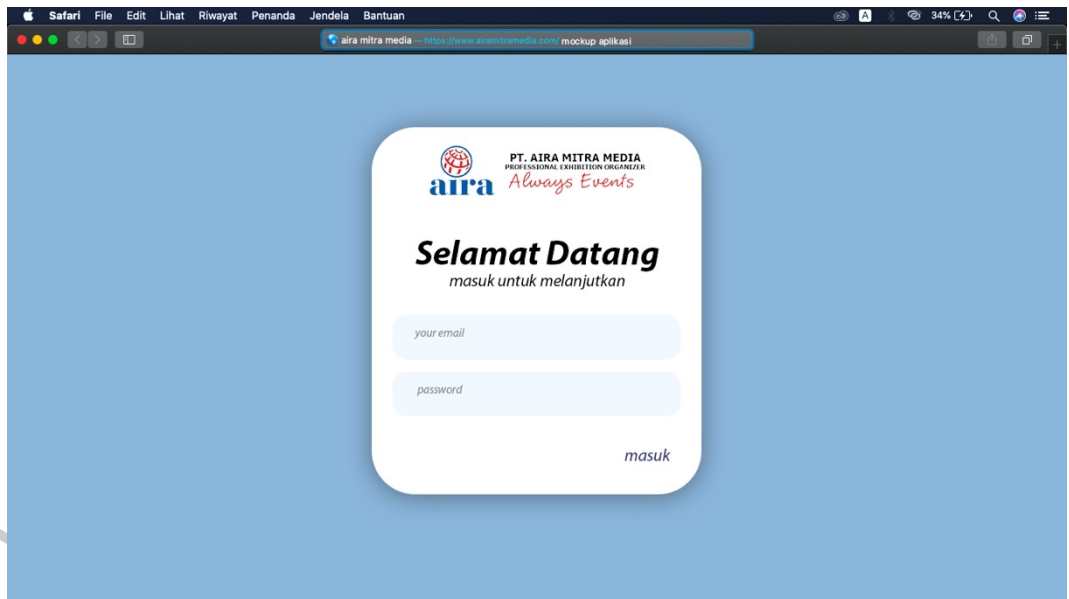 Safari File Edit Lihat Riwayat Penanda Jendela Bantuan A 34%
aira mitra media — https://www.airamitramedia.com/ mockup aplikasi
aira
PT. AIRA MITRA MEDIA
PROFESSIONAL EXHIBITION ORGANIZER
Always Events
Selamat Datang
masuk untuk melanjutkan
your email
password
masuk